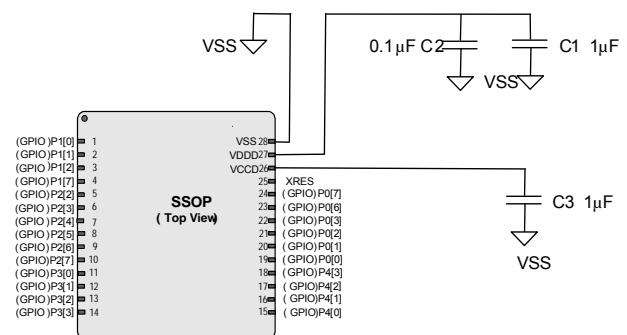 VSS
0.1μF C2
C1 1μF
VSS
(GPIO)P1[0] 1
(GPIO)P1[1] 2
(GPIO)P1[2] 3
(GPIO)P1[7] 4
(GPIO)P2[2] 5
(GPIO)P2[3] 6
(GPIO)P2[4] 7
(GPIO)P2[5] 8
(GPIO)P2[6] 9
(GPIO)P2[7] 10
(GPIO)P3[0] 11
(GPIO)P3[1] 12
(GPIO)P3[2] 13
(GPIO)P3[3] 14
SSOP
(Top View)
VSS 28
VDDD 27
VCCD 26
25 XRES
24 (GPIO)P0[7]
23 (GPIO)P0[6]
22 (GPIO)P0[3]
21 (GPIO)P0[2]
20 (GPIO)P0[1]
19 (GPIO)P0[0]
18 (GPIO)P4[3]
17 (GPIO)P4[2]
16 (GPIO)P4[1]
15 (GPIO)P4[0]
C3 1μF
VSS